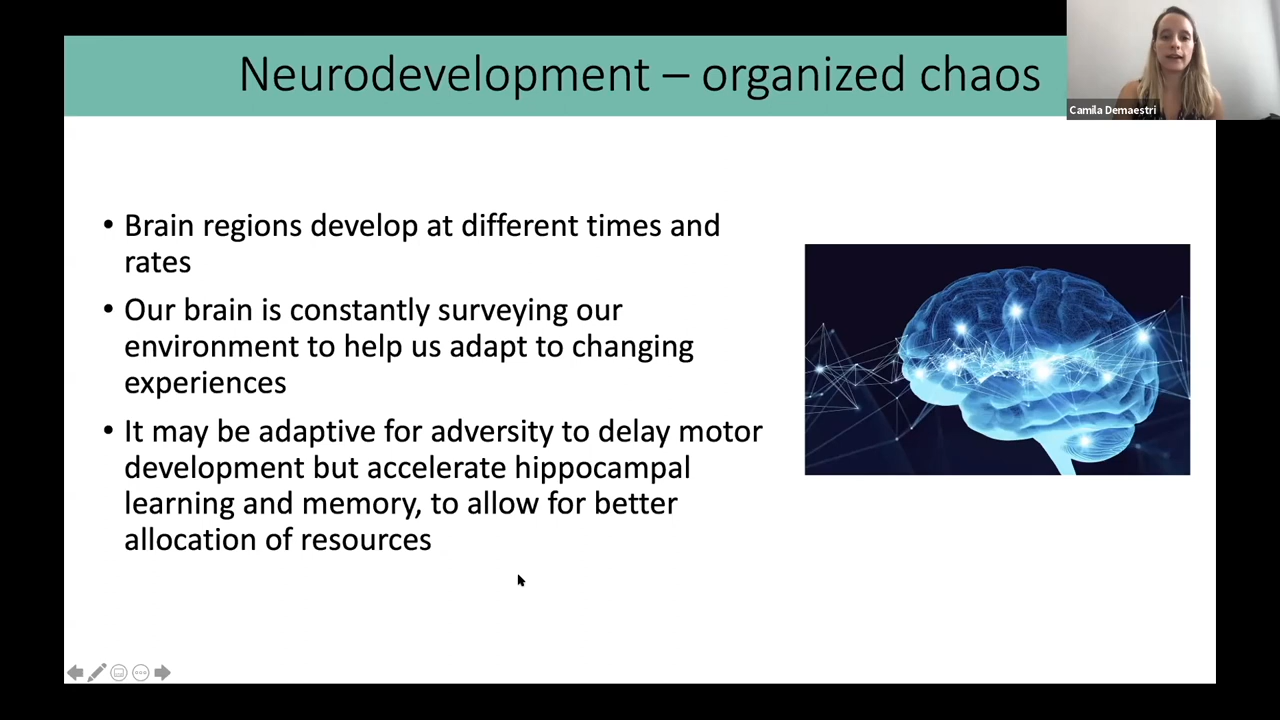 Neurodevelopment – organized chaos
Camila Demaestri
• Brain regions develop at different times and
rates
• Our brain is constantly surveying our
environment to help us adapt to changing
experiences
• It may be adaptive for adversity to delay motor
development but accelerate hippocampal
learning and memory, to allow for better
allocation of resources